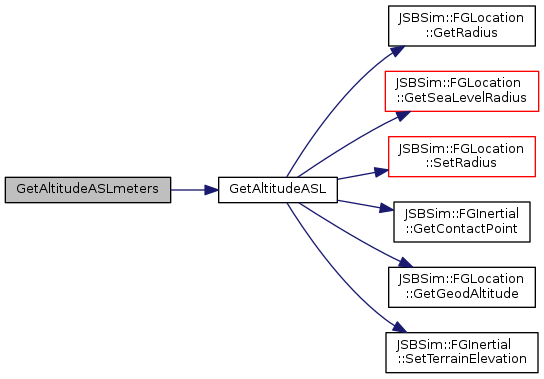 GetAltitudeASLmeters
GetAltitudeASL
JSBSim::FGLocation
::GetRadius
JSBSim::FGLocation
::GetSeaLevelRadius
JSBSim::FGLocation
::SetRadius
JSBSim::FGInertial
::GetContactPoint
JSBSim::FGLocation
::GetGeodAltitude
JSBSim::FGInertial
::SetTerrainElevation